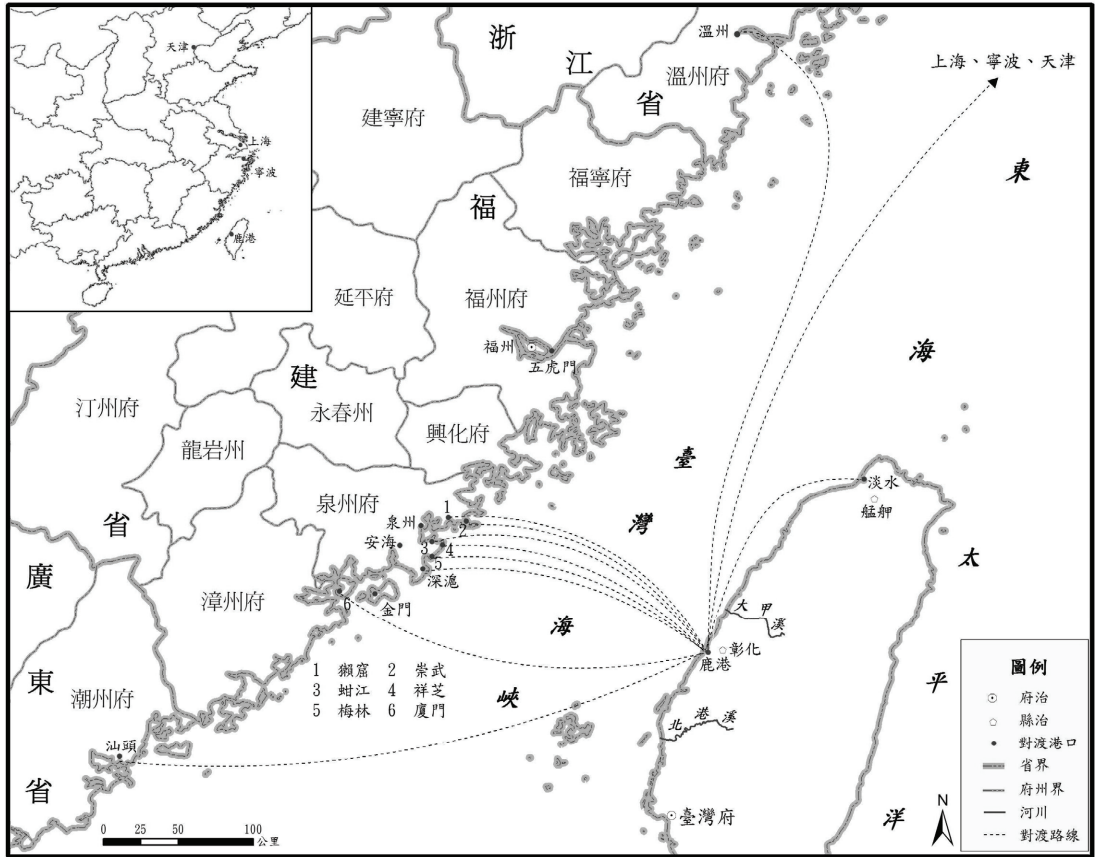 天津
上海
寧波
鹿港
浙江省
溫州
溫州府
上海、寧波、天津
建寧府
福寧府
福建省
東海
延平府
福州府
福州
五虎門
汀州府
龍岩州
永春州
興化府
臺灣海峽
淡水
艋舺
泉州府
泉州
安海
1
2
3
4
5
深滬
6
金門
漳州府
太平洋
廣東省
潮州府
汕頭
大甲溪
鹿港
彰化
北港溪
臺灣府
1 獺窟 2 崇武
3 蚶江 4 祥芝
5 梅林 6 廈門
0 25 50 100
公里
N
圖例
府治
縣治
對渡港口
省界
府州界
河川
對渡路線